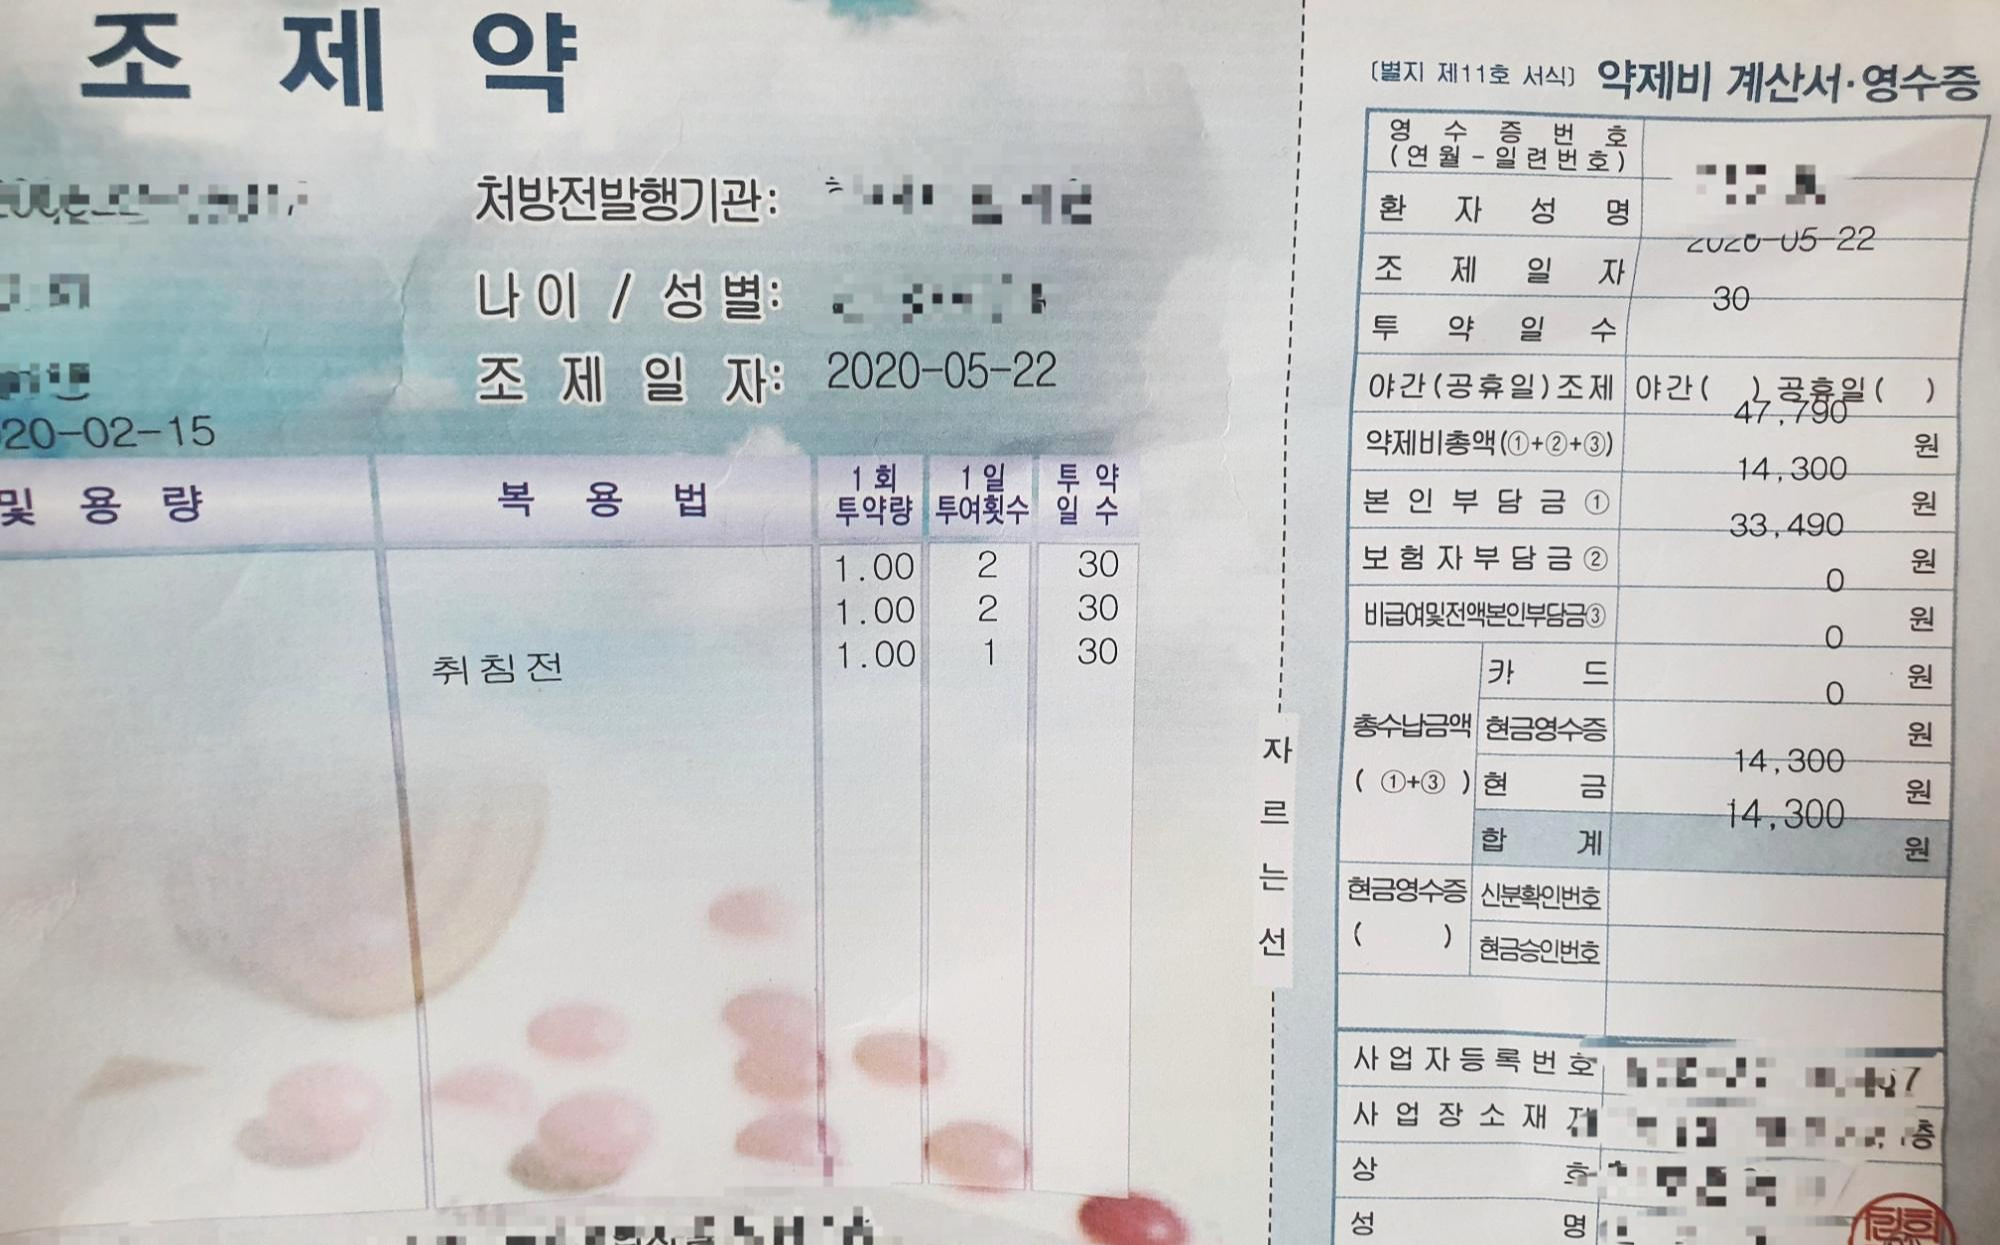 조 제 약
처방전발행기관:
나이 / 성별:
조 제 일 자: 2020-05-22
20-02-15
및 용 량 복 용 법 1회 투약량 1일 투여횟수 투약 일수
1.00 2 30
1.00 2 30
취침전 1.00 1 30
자르는선
(별지 제11호 서식) 약제비 계산서·영수증
영수증번호
(연월-일련번호)
환자성명
2020-05-22
조제일자
30
투약일수
야간(공휴일)조제 야간( ) 공휴일( )
47,790
약제비총액(①+②+③) 원
14,300
본인부담금① 원
33,490
보험자부담금② 원
0
비급여및전액본인부담금③ 원
0
카드 원
0
총수납금액 현금영수증 원
14,300
(①+③) 현금 원
14,300
합계 원
현금영수증 신분확인번호
( ) 현금승인번호
사업자등록번호
사업장소재지
상호
성명